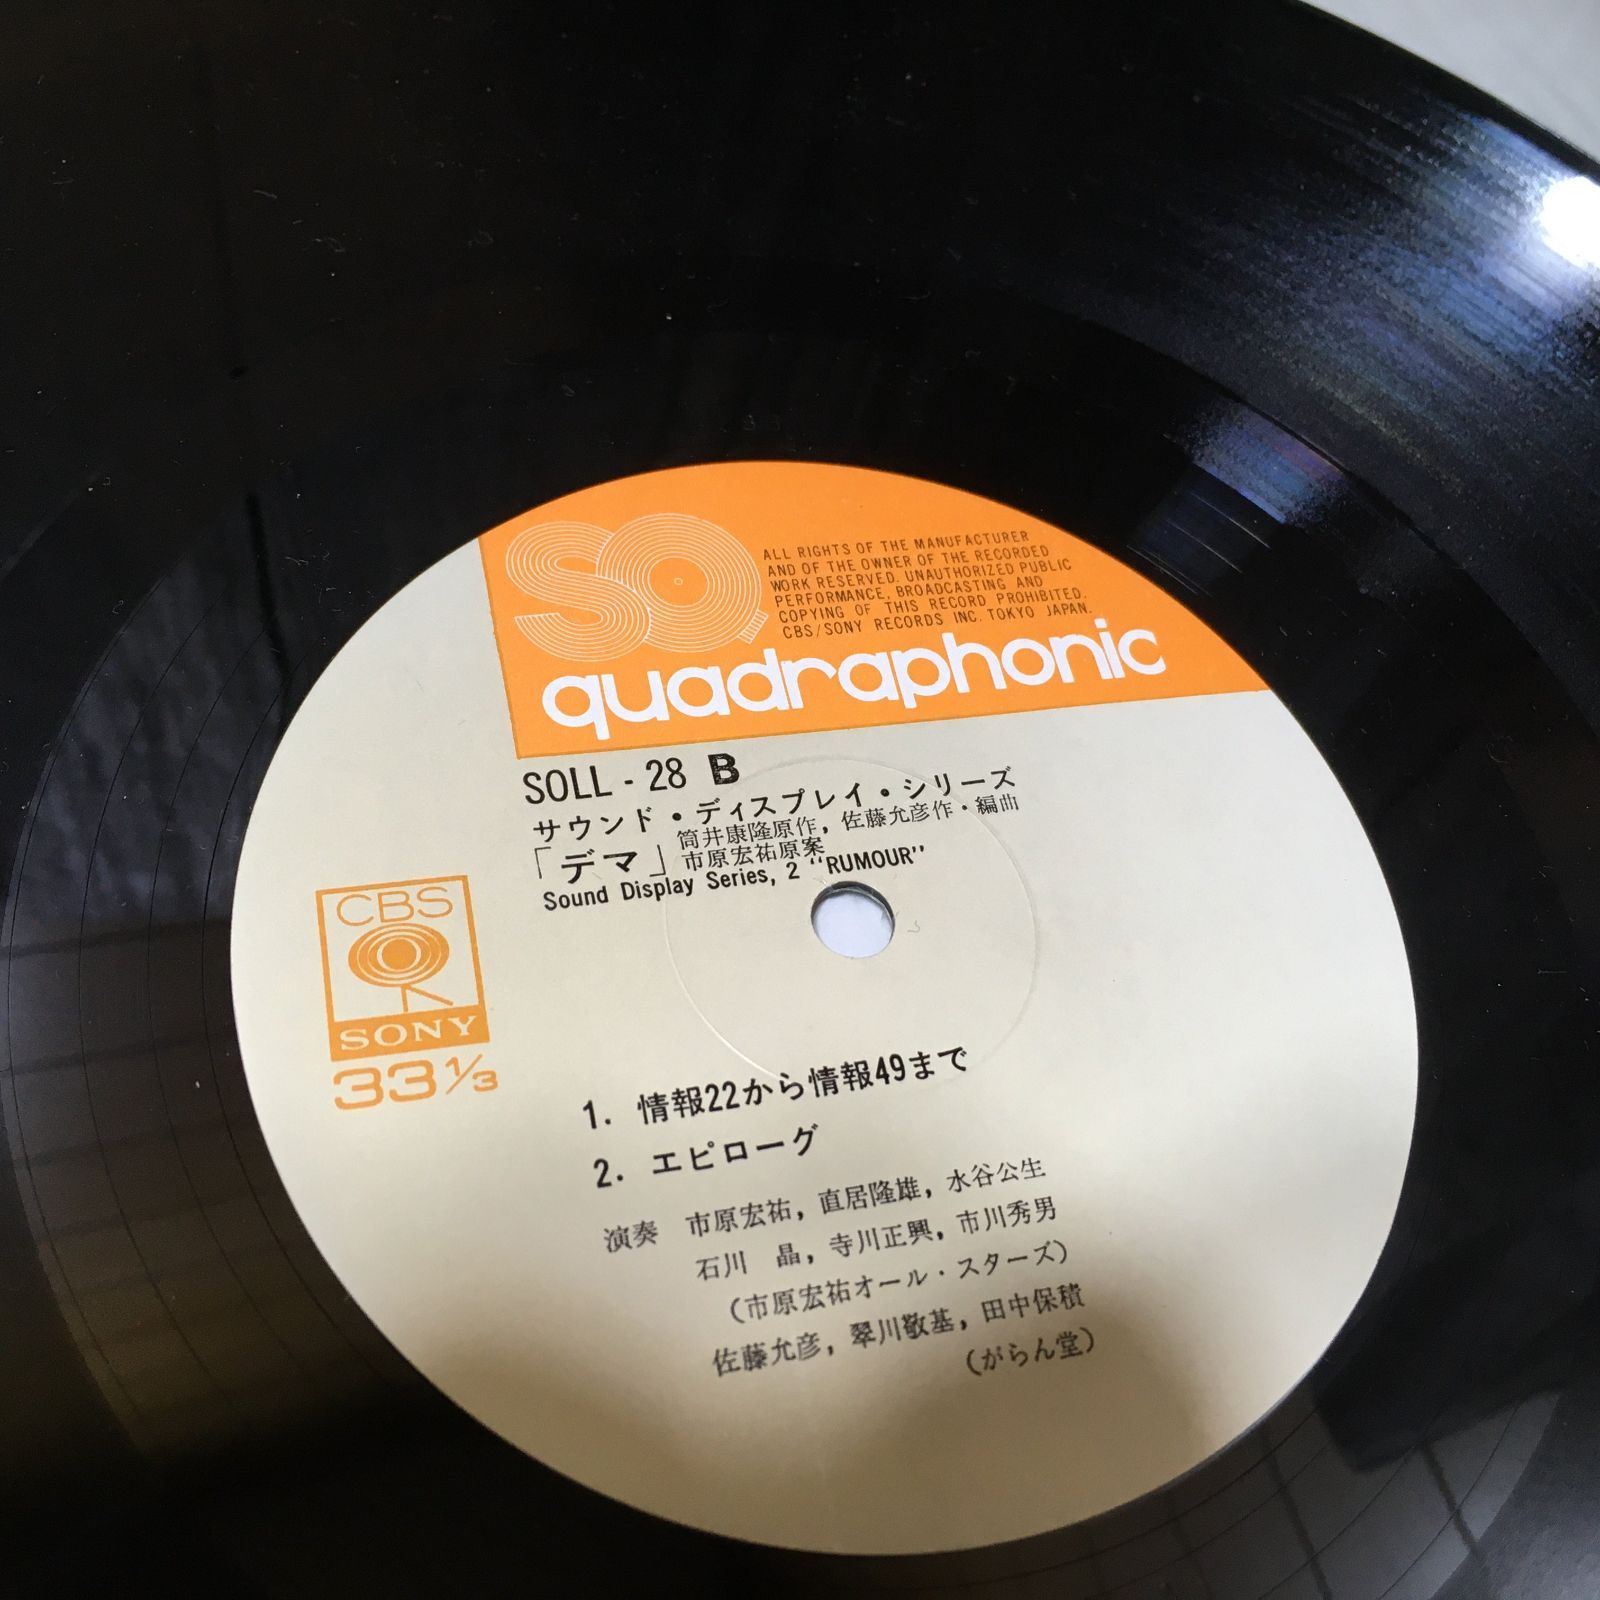 SQ
ALL RIGHTS OF THE MANUFACTURER
AND OF THE OWNER OF THE RECORDED
WORK RESERVED. UNAUTHORIZED PUBLIC
PERFORMANCE, BROADCASTING AND
COPYING OF THIS RECORD PROHIBITED.
CBS/SONY RECORDS INC. TOKYO JAPAN.
quadraphonic
SOLL - 28 B
サウンド・ディスプレイ・シリーズ
「デマ」筒井康隆原作, 佐藤允彦作・編曲
市原宏祐原案
Sound Display Series, 2 "RUMOUR"
CBS
SONY
33 1/3
1. 情報22から情報49まで
2. エピローグ
演奏 市原宏祐, 直居隆雄, 水谷公生
石川 晶, 寺川正興, 市川秀男
(市原宏祐オール・スターズ)
佐藤允彦, 翠川敬基, 田中保積
(がらん堂)